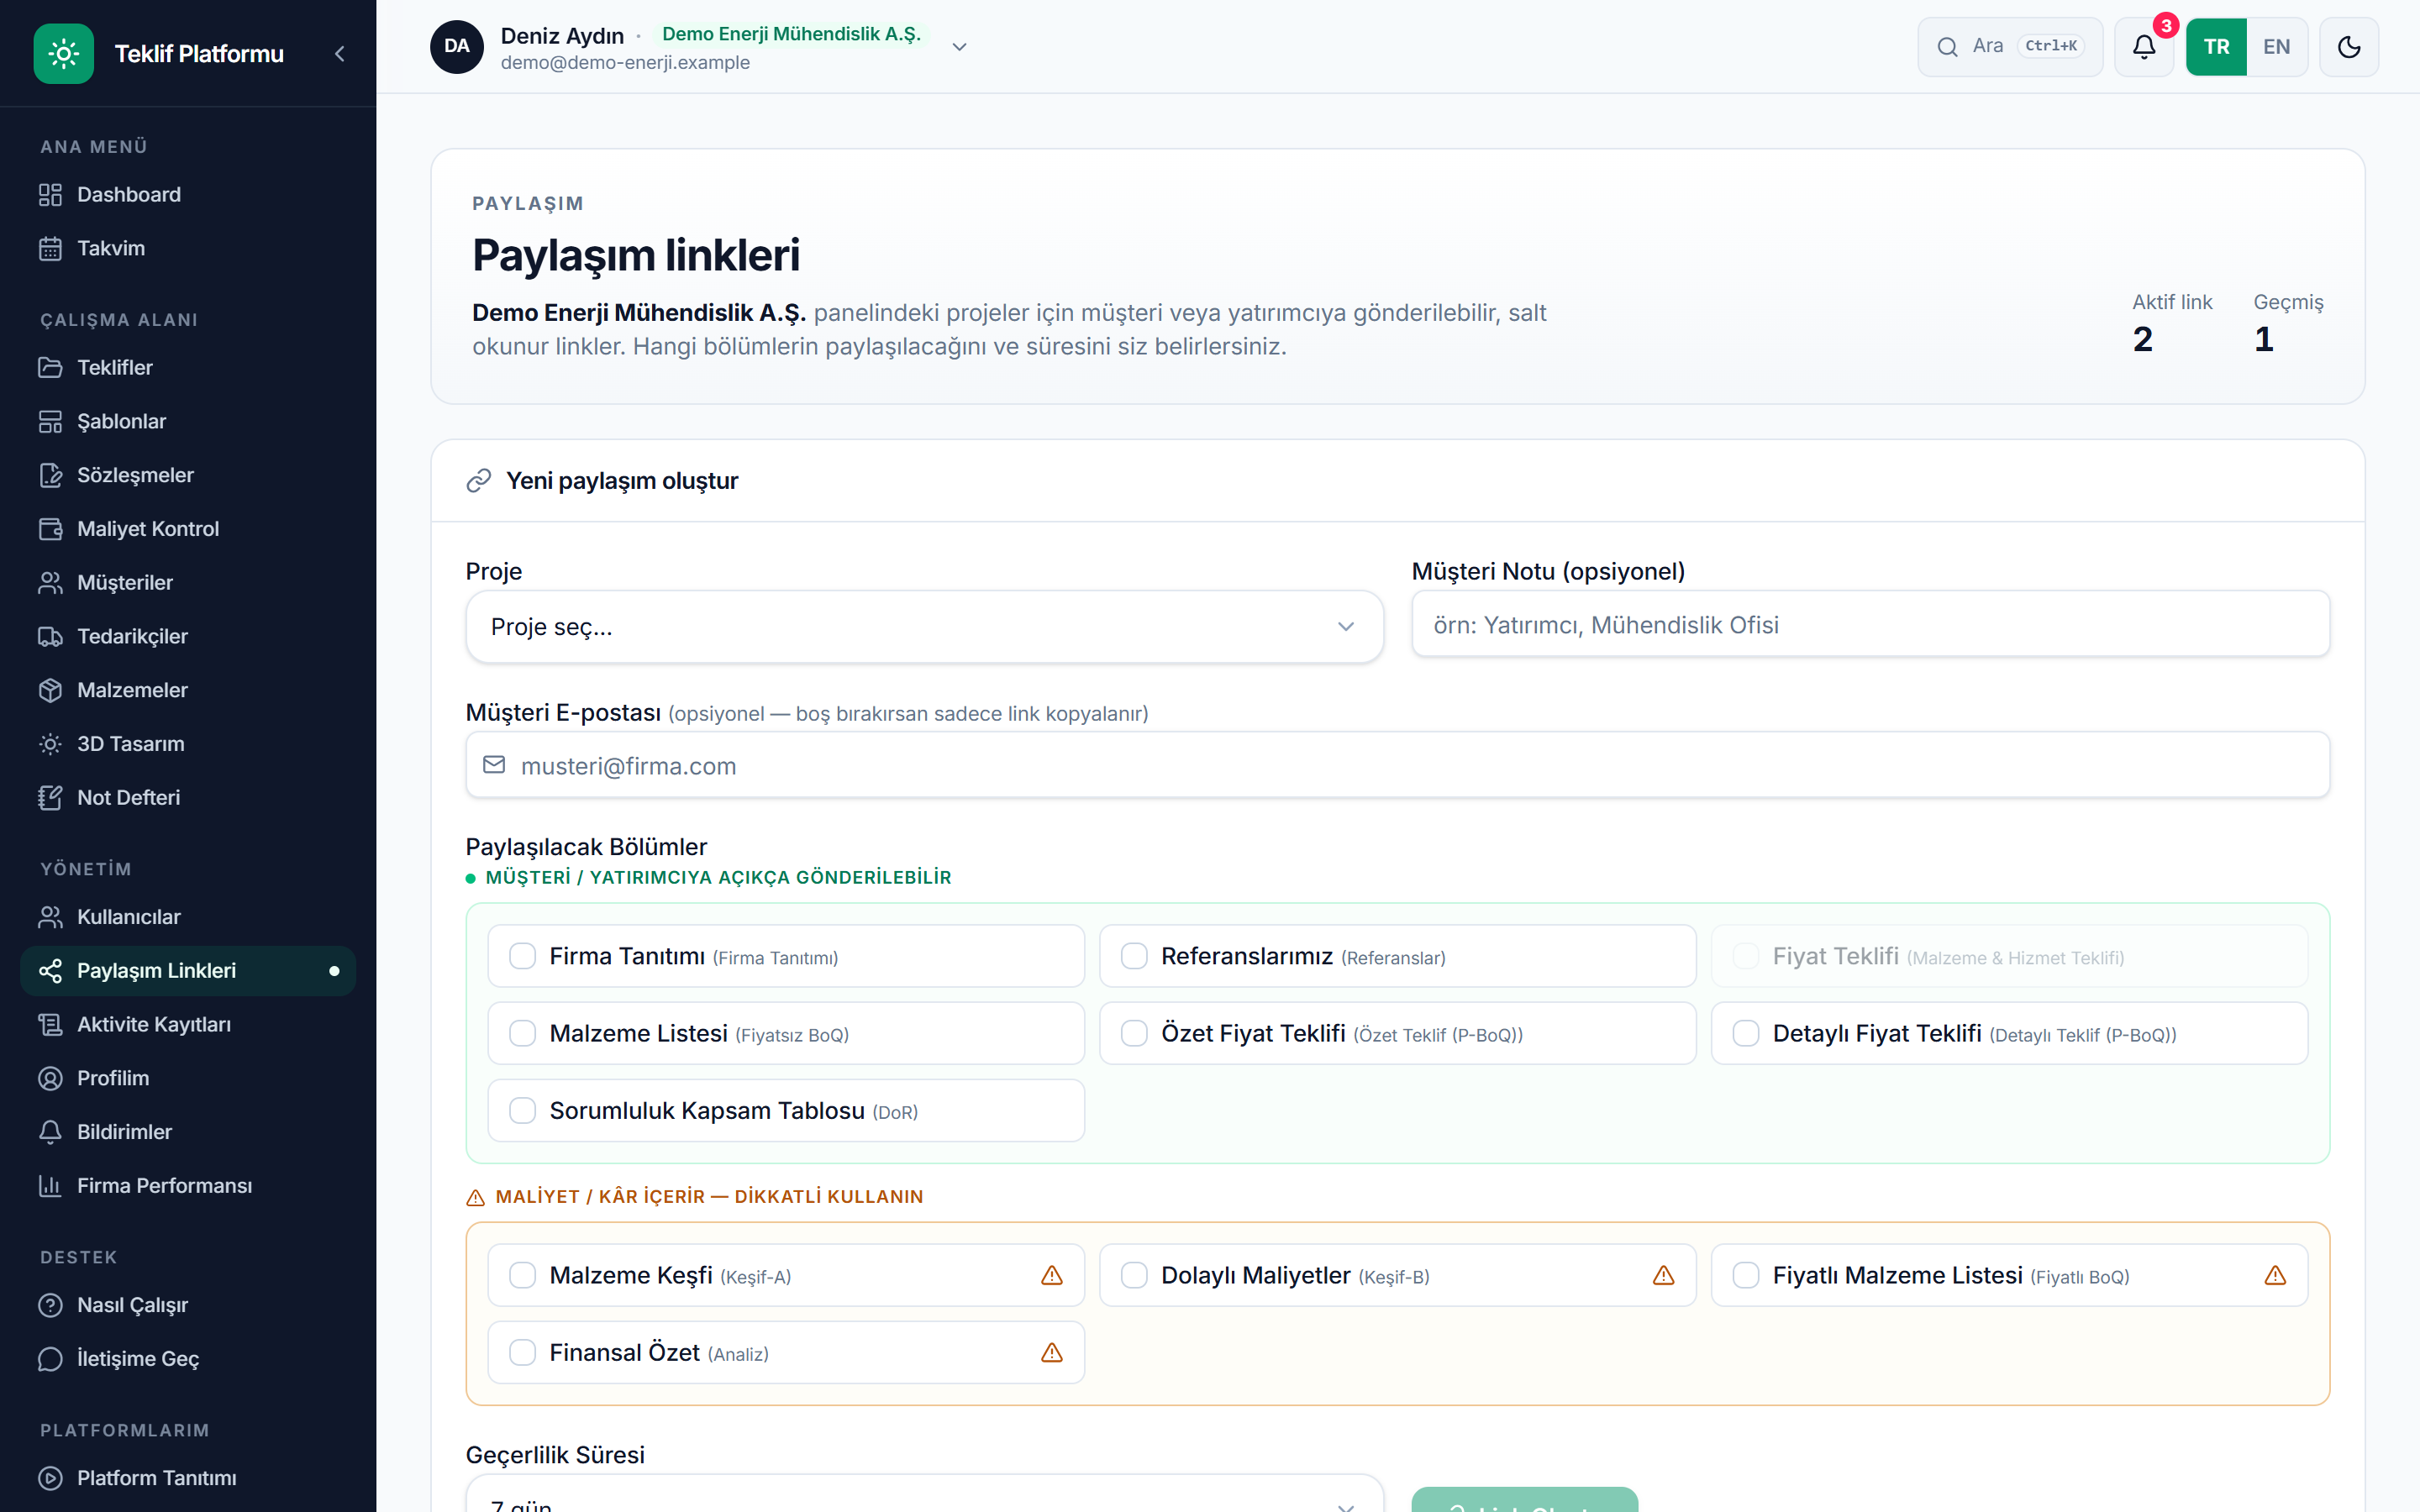 Teklif Platformu
ANA MENÜ
Dashboard
Takvim
ÇALIŞMA ALANI
Teklifler
Şablonlar
Sözleşmeler
Maliyet Kontrol
Müşteriler
Tedarikçiler
Malzemeler
3D Tasarım
Not Defteri
YÖNETİM
Kullanıcılar
Paylaşım Linkleri
Aktivite Kayıtları
Profilim
Bildirimler
Firma Performansı
DESTEK
Nasıl Çalışır
İletişime Geç
PLATFORMLARIM
Platform Tanıtımı
DA
Deniz Aydın · Demo Enerji Mühendislik A.Ş.
demo@demo-enerji.example
Ara Ctrl+K
3
TR EN
PAYLAŞIM
Paylaşım linkleri
Demo Enerji Mühendislik A.Ş. panelindeki projeler için müşteri veya yatırımcıya gönderilebilir, salt
okunur linkler. Hangi bölümlerin paylaşılacağını ve süresini siz belirlersiniz.
Aktif link
2
Geçmiş
1
Yeni paylaşım oluştur
Proje
Proje seç...
Müşteri Notu (opsiyonel)
örn: Yatırımcı, Mühendislik Ofisi
Müşteri E-postası (opsiyonel — boş bırakırsan sadece link kopyalanır)
musteri@firma.com
Paylaşılacak Bölümler
MÜŞTERİ / YATIRIMCIYA AÇIKÇA GÖNDERİLEBİLİR
Firma Tanıtımı (Firma Tanıtımı)
Referanslarımız (Referanslar)
Fiyat Teklifi (Malzeme & Hizmet Teklifi)
Malzeme Listesi (Fiyatsız BoQ)
Özet Fiyat Teklifi (Özet Teklif (P-BoQ))
Detaylı Fiyat Teklifi (Detaylı Teklif (P-BoQ))
Sorumluluk Kapsam Tablosu (DoR)
MALİYET / KÂR İÇERİR — DİKKATLİ KULLANIN
Malzeme Keşfi (Keşif-A)
Dolaylı Maliyetler (Keşif-B)
Fiyatlı Malzeme Listesi (Fiyatlı BoQ)
Finansal Özet (Analiz)
Geçerlilik Süresi
7 gün